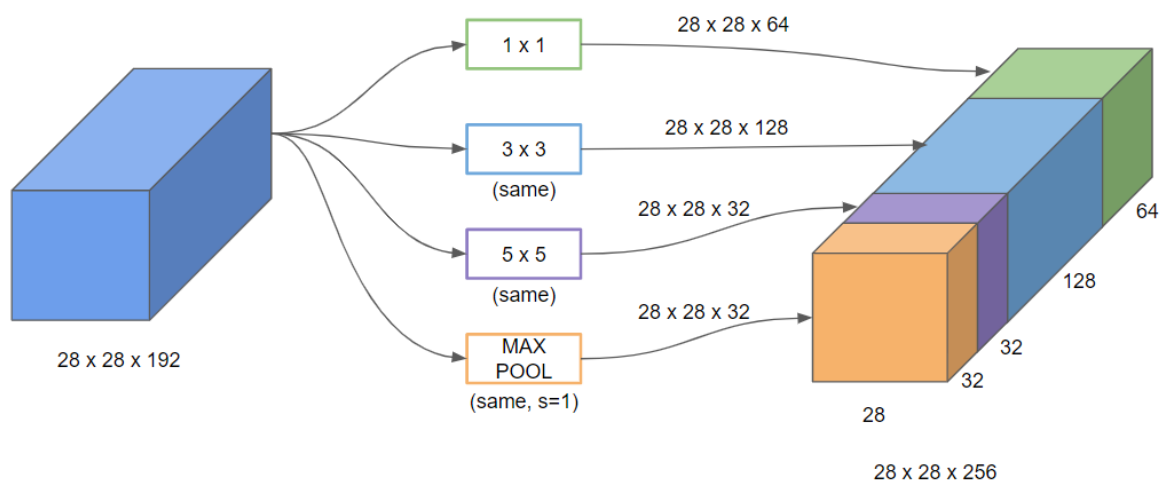 1 x 1
28 x 28 x 64
3 x 3
(same)
28 x 28 x 128
5 x 5
(same)
28 x 28 x 32
MAX
POOL
(same, s=1)
28 x 28 x 32
28 x 28 x 192
64
128
32
32
28
28 x 28 x 256